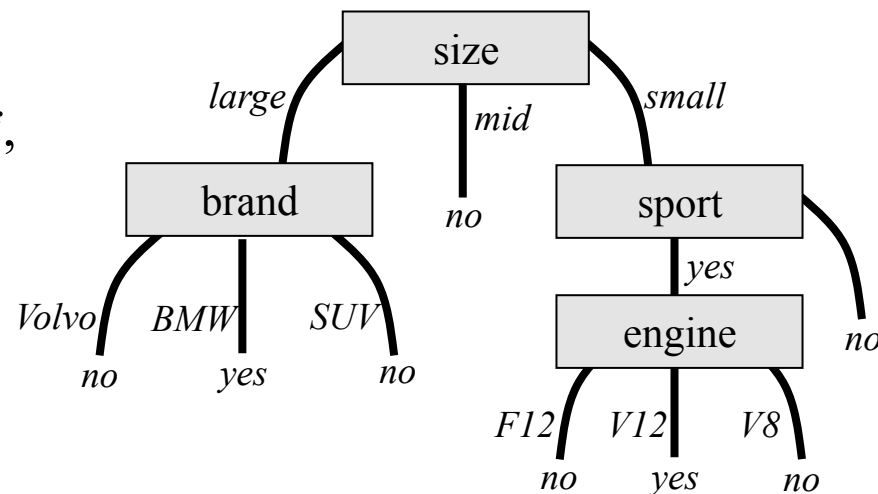 size
large
mid
small
brand
no
sport
yes
Volvo
BMW
SUV
engine
no
no
yes
no
F12
V12
V8
no
yes
no